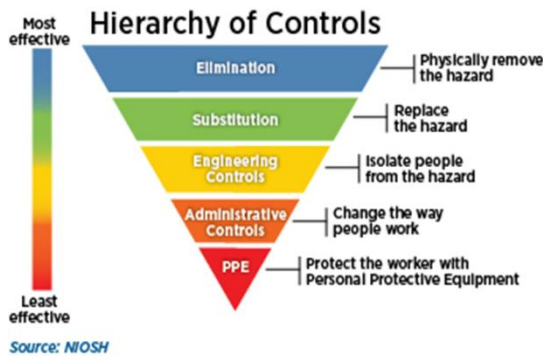 Hierarchy of Controls
Most
effective
Elimination
Physically remove
the hazard
Substitution
Replace
the hazard
Engineering
Controls
Isolate people
from the hazard
Administrative
Controls
Change the way
people work
PPE
Protect the worker with
Personal Protective Equipment
Least
effective
Source: NIOSH